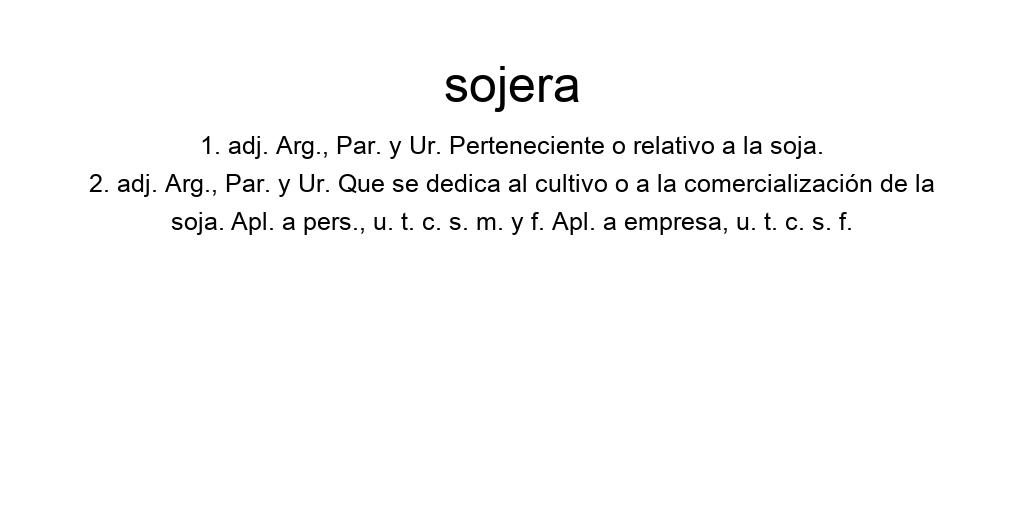 sojera
1. adj. Arg., Par. y Ur. Perteneciente o relativo a la soja.
2. adj. Arg., Par. y Ur. Que se dedica al cultivo o a la comercialización de la
soja. Apl. a pers., u. t. c. s. m. y f. Apl. a empresa, u. t. c. s. f.